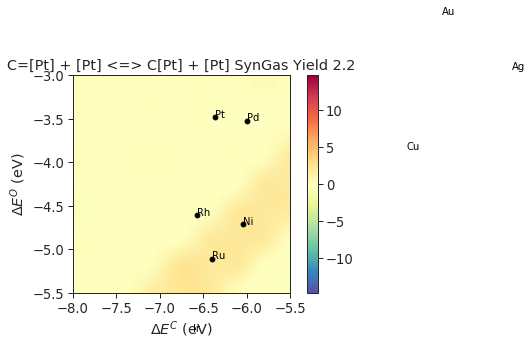 Au
C=[Pt] + [Pt] <=> C[Pt] + [Pt] SynGas Yield 2.2
Ag
−3.0
−3.5
−4.0
−4.5
−5.0
−5.5
ΔE^O (eV)
Pt
Pd
Cu
Rh
Ni
Ru
10
5
0
−5
−10
−8.0 −7.5 −7.0 −6.5 −6.0 −5.5
ΔE^C (eV)
Ir